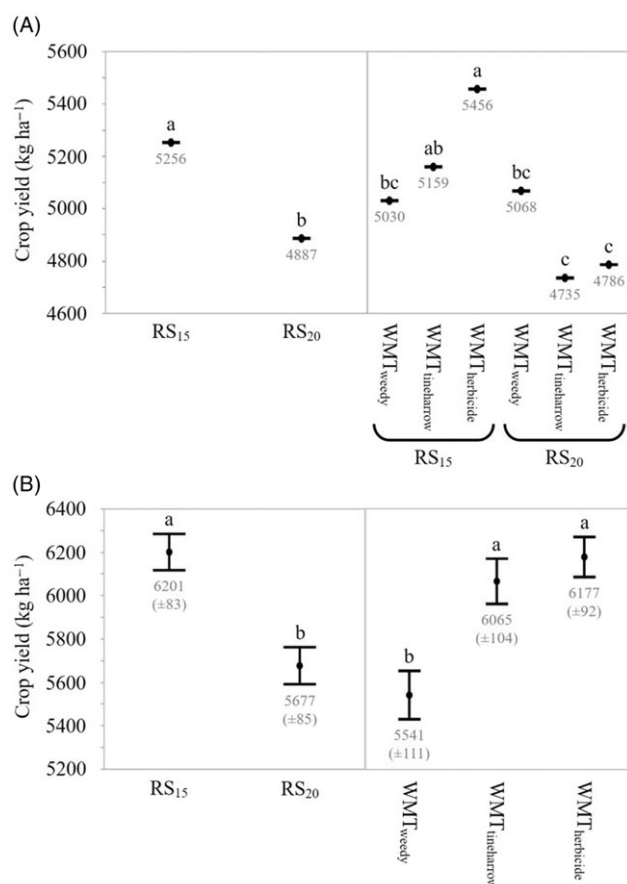 (A)
Crop yield (kg ha⁻¹)
5600
5400
5200
5000
4800
4600
a
5256
b
4887
bc
5030
ab
5159
a
5456
bc
5068
c
4735
c
4786
RS₁₅
RS₂₀
WMTweedy
WMTtineharrow
WMTherbicide
WMTweedy
WMTtineharrow
WMTherbicide
RS₁₅
RS₂₀
(B)
Crop yield (kg ha⁻¹)
6400
6200
6000
5800
5600
5400
5200
a
6201
(±83)
b
5677
(±85)
b
5541
(±111)
a
6065
(±104)
a
6177
(±92)
RS₁₅
RS₂₀
WMTweedy
WMTtineharrow
WMTherbicide